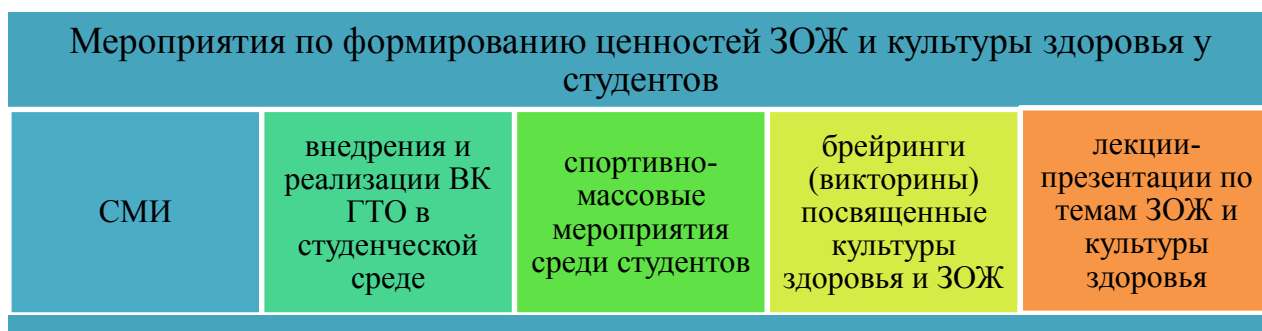 Мероприятия по формированию ценностей ЗОЖ и культуры здоровья у
студентов
СМИ
внедрения и
реализации ВК
ГТО в
студенческой
среде
спортивно-
массовые
мероприятия
среди студентов
брейринги
(викторины)
посвященные
культуры
здоровья и ЗОЖ
лекции-
презентации по
темам ЗОЖ и
культуры
здоровья